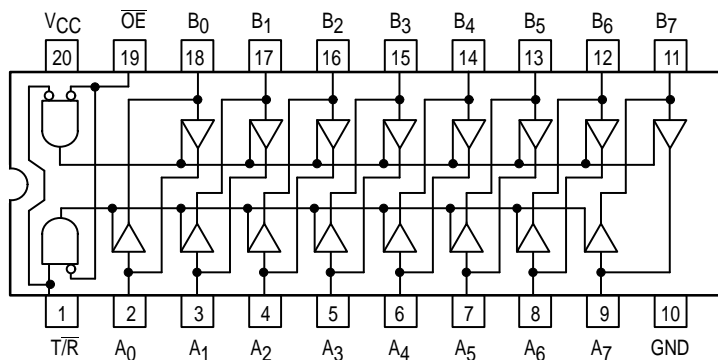 VCC OE B0 B1 B2 B3 B4 B5 B6 B7
20 19 18 17 16 15 14 13 12 11
1 2 3 4 5 6 7 8 9 10
T/R A0 A1 A2 A3 A4 A5 A6 A7 GND